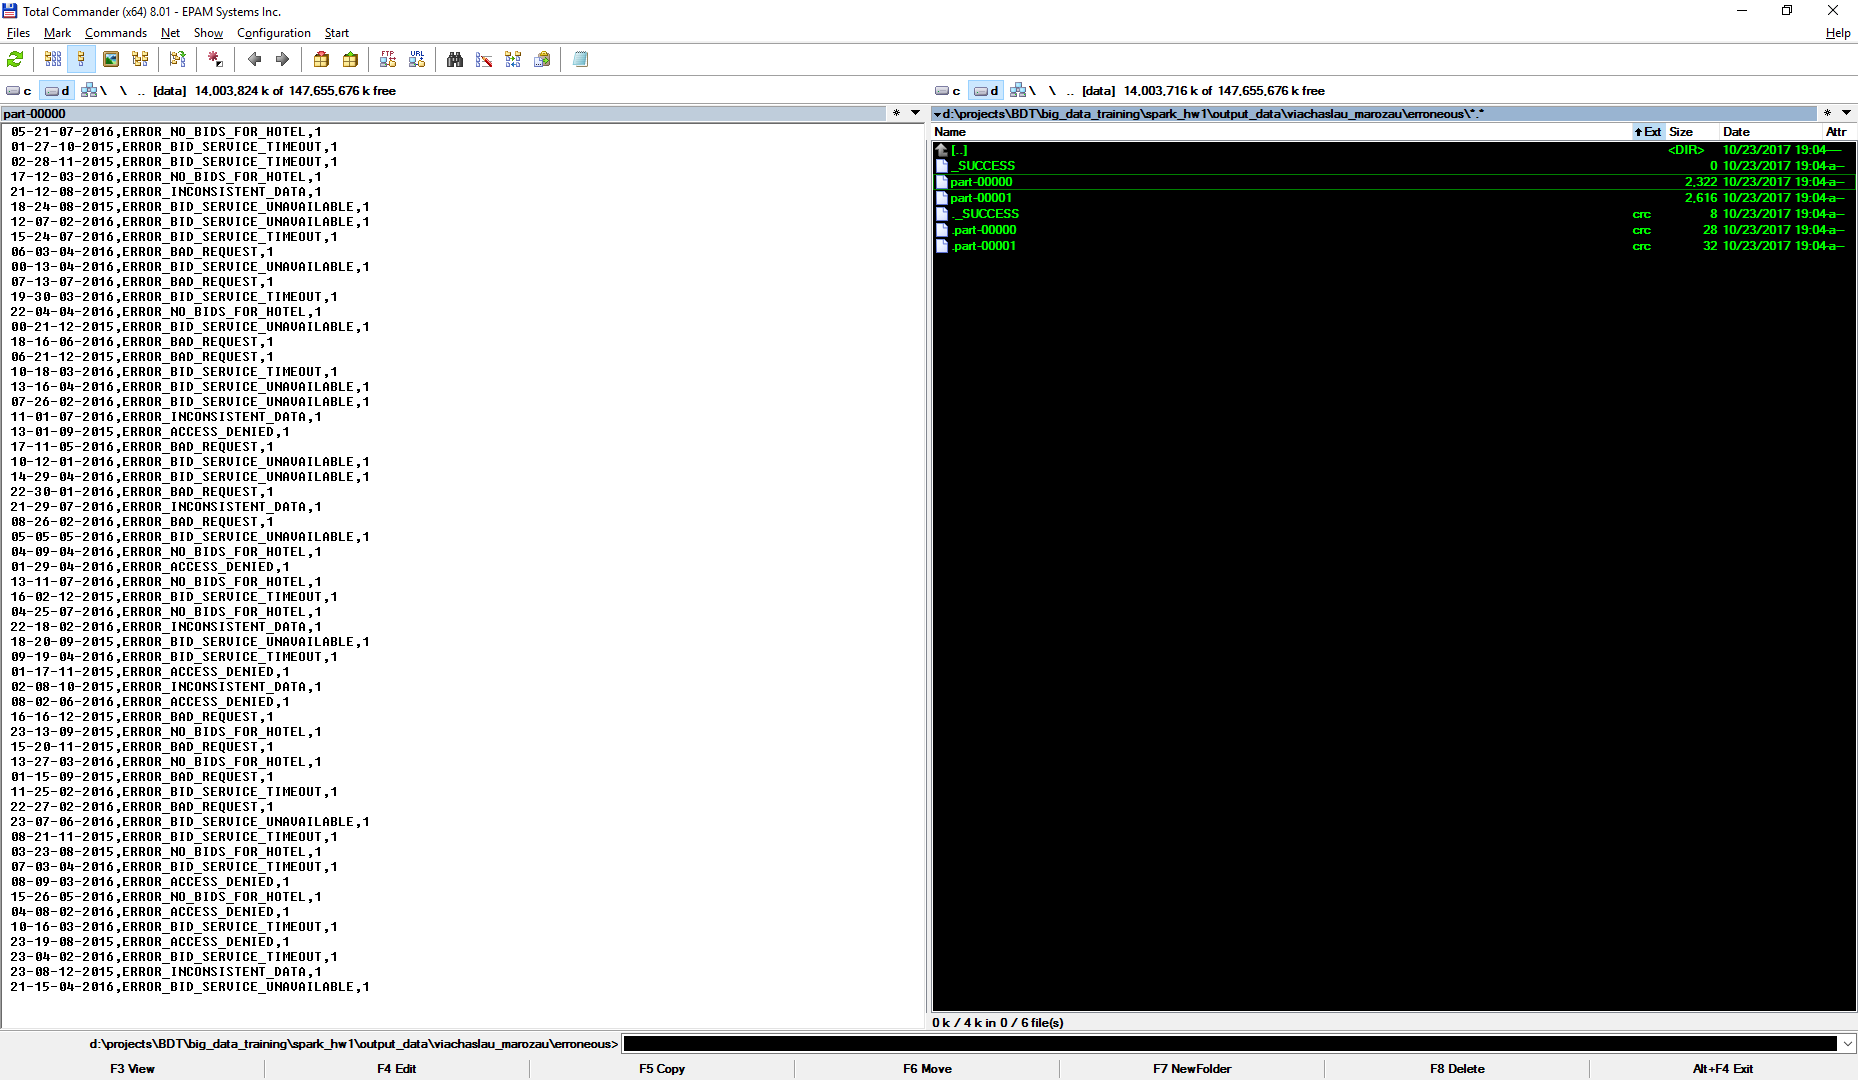 Total Commander (x64) 8.01 - EPAM Systems Inc.
Files Mark Commands Net Show Configuration Start Help
FTP URL
c d \ \ .. [data] 14,003,824 k of 147,655,676 k free
c d \ \ .. [data] 14,003,716 k of 147,655,676 k free
part-00000 *
05-21-07-2016,ERROR_NO_BIDS_FOR_HOTEL,1
01-27-10-2015,ERROR_BID_SERVICE_TIMEOUT,1
02-28-11-2015,ERROR_BID_SERVICE_TIMEOUT,1
17-12-03-2016,ERROR_NO_BIDS_FOR_HOTEL,1
21-12-08-2015,ERROR_INCONSISTENT_DATA,1
18-24-08-2015,ERROR_BID_SERVICE_UNAVAILABLE,1
12-07-02-2016,ERROR_BID_SERVICE_UNAVAILABLE,1
15-24-07-2016,ERROR_BID_SERVICE_TIMEOUT,1
06-03-04-2016,ERROR_BAD_REQUEST,1
00-13-04-2016,ERROR_BID_SERVICE_UNAVAILABLE,1
07-13-07-2016,ERROR_BAD_REQUEST,1
19-30-03-2016,ERROR_BID_SERVICE_TIMEOUT,1
22-04-04-2016,ERROR_NO_BIDS_FOR_HOTEL,1
00-21-12-2015,ERROR_BID_SERVICE_UNAVAILABLE,1
18-16-06-2016,ERROR_BAD_REQUEST,1
06-21-12-2015,ERROR_BAD_REQUEST,1
10-18-03-2016,ERROR_BID_SERVICE_TIMEOUT,1
13-16-04-2016,ERROR_BID_SERVICE_UNAVAILABLE,1
07-26-02-2016,ERROR_BID_SERVICE_UNAVAILABLE,1
11-01-07-2016,ERROR_INCONSISTENT_DATA,1
13-01-09-2015,ERROR_ACCESS_DENIED,1
17-11-05-2016,ERROR_BAD_REQUEST,1
10-12-01-2016,ERROR_BID_SERVICE_UNAVAILABLE,1
14-29-04-2016,ERROR_BID_SERVICE_UNAVAILABLE,1
22-30-01-2016,ERROR_BAD_REQUEST,1
21-29-07-2016,ERROR_INCONSISTENT_DATA,1
08-26-02-2016,ERROR_BAD_REQUEST,1
05-05-05-2016,ERROR_BID_SERVICE_UNAVAILABLE,1
04-09-04-2016,ERROR_NO_BIDS_FOR_HOTEL,1
01-29-04-2016,ERROR_ACCESS_DENIED,1
13-11-07-2016,ERROR_NO_BIDS_FOR_HOTEL,1
16-02-12-2015,ERROR_BID_SERVICE_TIMEOUT,1
04-25-07-2016,ERROR_NO_BIDS_FOR_HOTEL,1
22-18-02-2016,ERROR_INCONSISTENT_DATA,1
18-20-09-2015,ERROR_BID_SERVICE_UNAVAILABLE,1
09-19-04-2016,ERROR_BID_SERVICE_TIMEOUT,1
01-17-11-2015,ERROR_ACCESS_DENIED,1
02-08-10-2015,ERROR_INCONSISTENT_DATA,1
08-02-06-2016,ERROR_ACCESS_DENIED,1
16-16-12-2015,ERROR_BAD_REQUEST,1
23-13-09-2015,ERROR_NO_BIDS_FOR_HOTEL,1
15-20-11-2015,ERROR_BAD_REQUEST,1
13-27-03-2016,ERROR_NO_BIDS_FOR_HOTEL,1
01-15-09-2015,ERROR_BAD_REQUEST,1
11-25-02-2016,ERROR_BID_SERVICE_TIMEOUT,1
22-27-02-2016,ERROR_BAD_REQUEST,1
23-07-06-2016,ERROR_BID_SERVICE_UNAVAILABLE,1
08-21-11-2015,ERROR_BID_SERVICE_TIMEOUT,1
03-23-08-2015,ERROR_NO_BIDS_FOR_HOTEL,1
07-03-04-2016,ERROR_BID_SERVICE_TIMEOUT,1
08-09-03-2016,ERROR_ACCESS_DENIED,1
15-26-05-2016,ERROR_NO_BIDS_FOR_HOTEL,1
04-08-02-2016,ERROR_ACCESS_DENIED,1
10-16-03-2016,ERROR_BID_SERVICE_TIMEOUT,1
23-19-08-2015,ERROR_ACCESS_DENIED,1
23-04-02-2016,ERROR_BID_SERVICE_TIMEOUT,1
23-08-12-2015,ERROR_INCONSISTENT_DATA,1
21-15-04-2016,ERROR_BID_SERVICE_UNAVAILABLE,1
d:\projects\BDT\big_data_training\spark_hw1\output_data\viachaslau_marozau\erroneous\*.* *
Name Ext Size Date Attr
[..] <DIR> 10/23/2017 19:04----
_SUCCESS 0 10/23/2017 19:04-a--
part-00000 2,322 10/23/2017 19:04-a--
part-00001 2,616 10/23/2017 19:04-a--
._SUCCESS crc 8 10/23/2017 19:04-a--
.part-00000 crc 28 10/23/2017 19:04-a--
.part-00001 crc 32 10/23/2017 19:04-a--
0 k / 4 k in 0 / 6 file(s)
d:\projects\BDT\big_data_training\spark_hw1\output_data\viachaslau_marozau\erroneous>
F3 View F4 Edit F5 Copy F6 Move F7 NewFolder F8 Delete Alt+F4 Exit